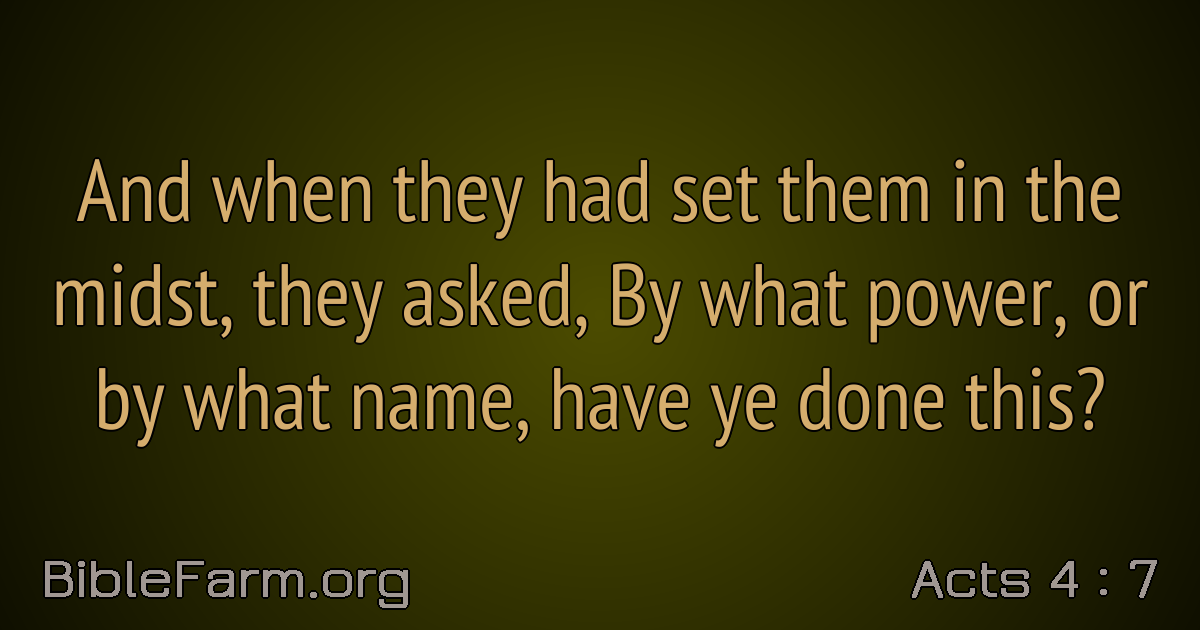 And when they had set them in the
midst, they asked, By what power, or
by what name, have ye done this?
BibleFarm.org
Acts 4 : 7